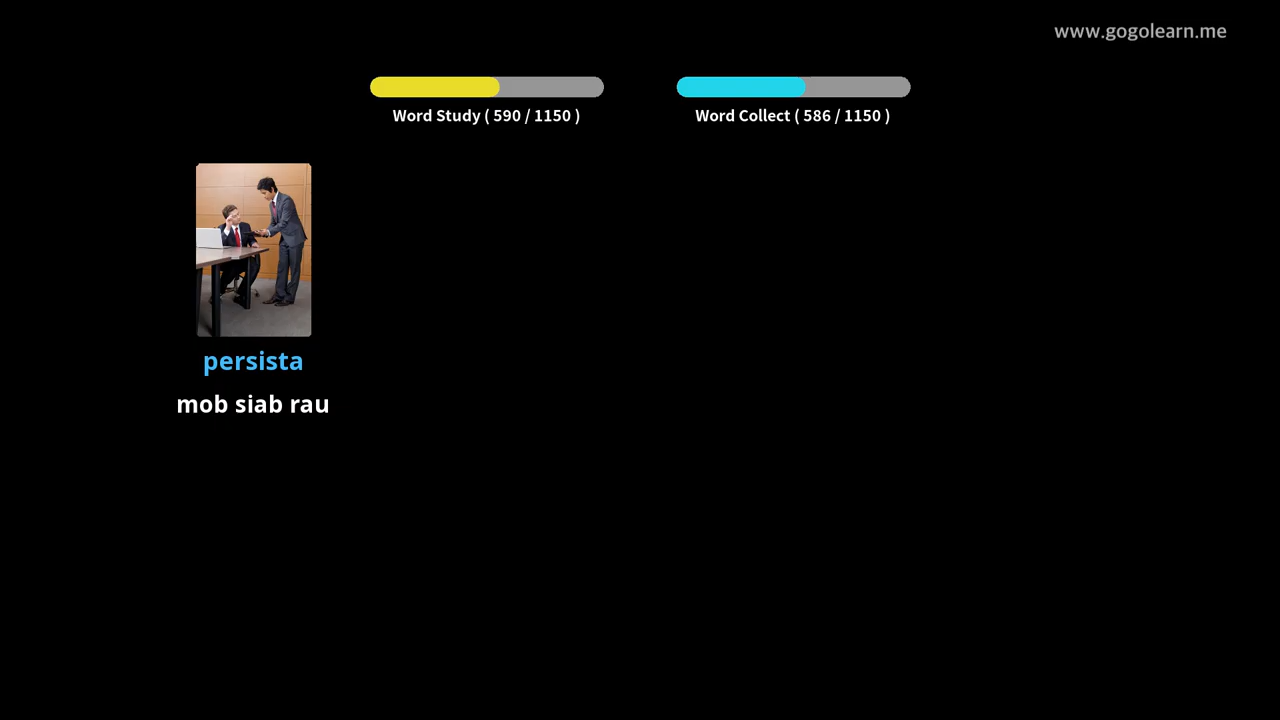 www.gogolearn.me
Word Study ( 590 / 1150 )
Word Collect ( 586 / 1150 )
persista
mob siab rau